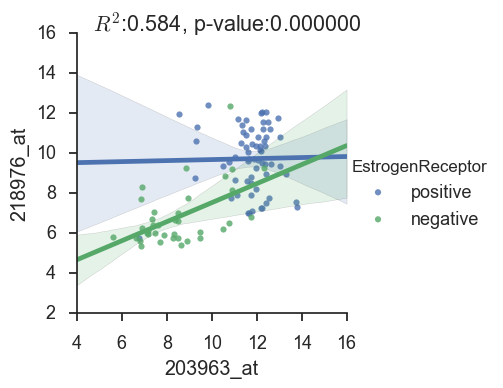 R²:0.584, p-value:0.000000
16
14
12
10
8
6
4
2
218976_at
4 6 8 10 12 14 16
203963_at
EstrogenReceptor
positive
negative